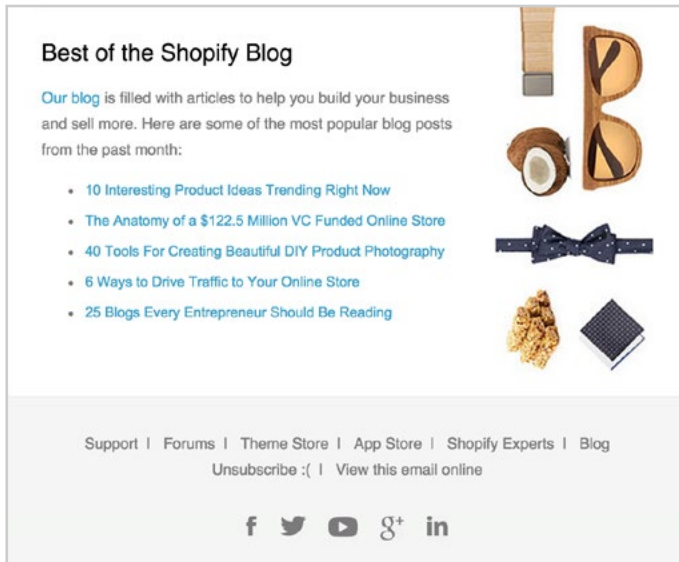 Best of the Shopify Blog
Our blog is filled with articles to help you build your business
and sell more. Here are some of the most popular blog posts
from the past month:
• 10 Interesting Product Ideas Trending Right Now
• The Anatomy of a $122.5 Million VC Funded Online Store
• 40 Tools For Creating Beautiful DIY Product Photography
• 6 Ways to Drive Traffic to Your Online Store
• 25 Blogs Every Entrepreneur Should Be Reading
Support | Forums | Theme Store | App Store | Shopify Experts | Blog
Unsubscribe :( | View this email online
f g+ in